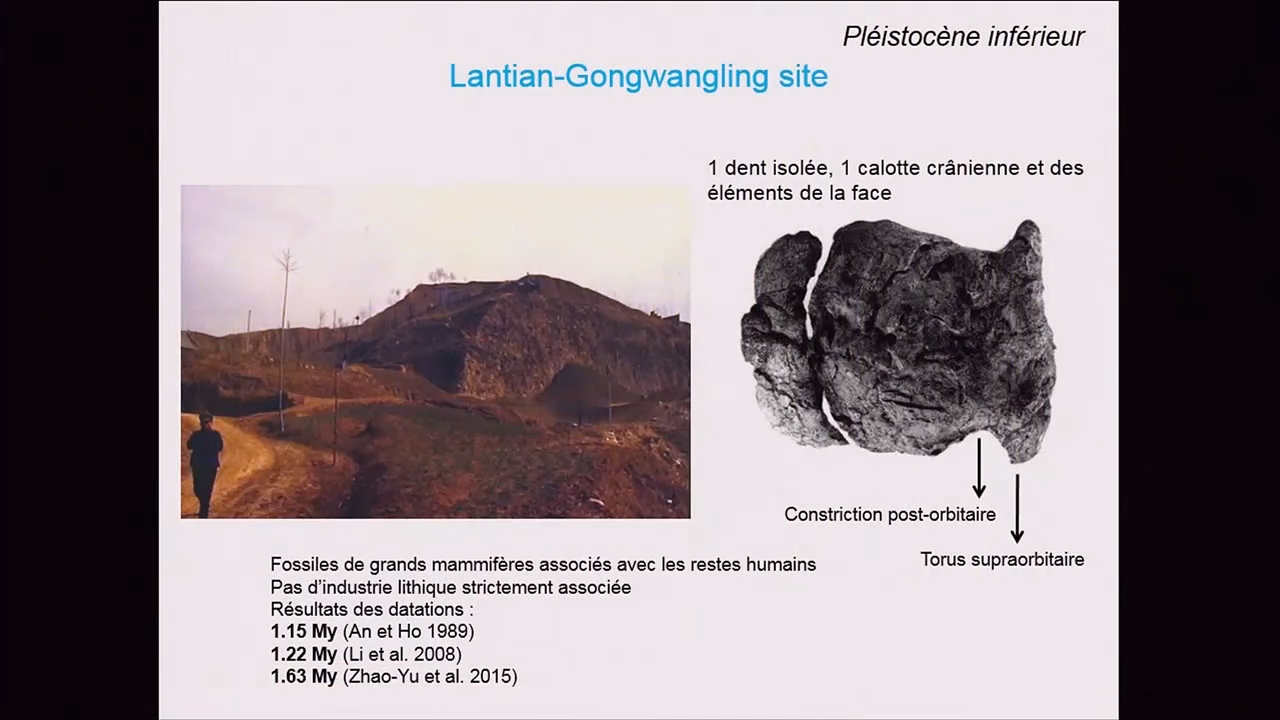 Pléistocène inférieur
Lantian-Gongwangling site
1 dent isolée, 1 calotte crânienne et des
éléments de la face
Constriction post-orbitaire
Torus supraorbitaire
Fossiles de grands mammifères associés avec les restes humains
Pas d’industrie lithique strictement associée
Résultats des datations :
1.15 My (An et Ho 1989)
1.22 My (Li et al. 2008)
1.63 My (Zhao-Yu et al. 2015)